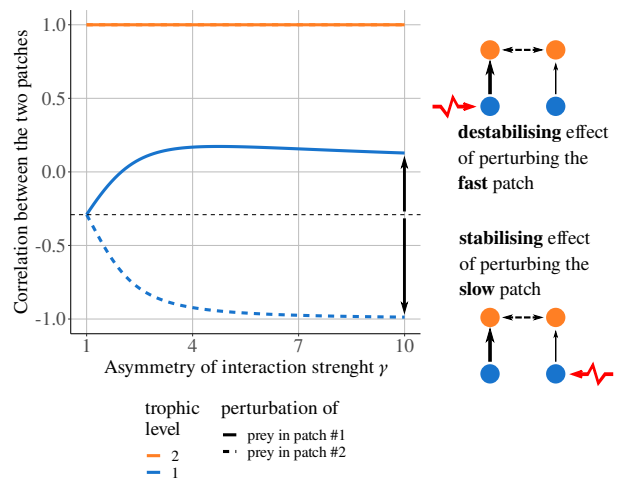 Correlation between the two patches
1.0
0.5
0.0
-0.5
-1.0
1
4
7
10
Asymmetry of interaction strenght γ
trophic
level
2
1
perturbation of
prey in patch #1
prey in patch #2
destabilising effect
of perturbing the
fast patch
stabilising effect
of perturbing the
slow patch